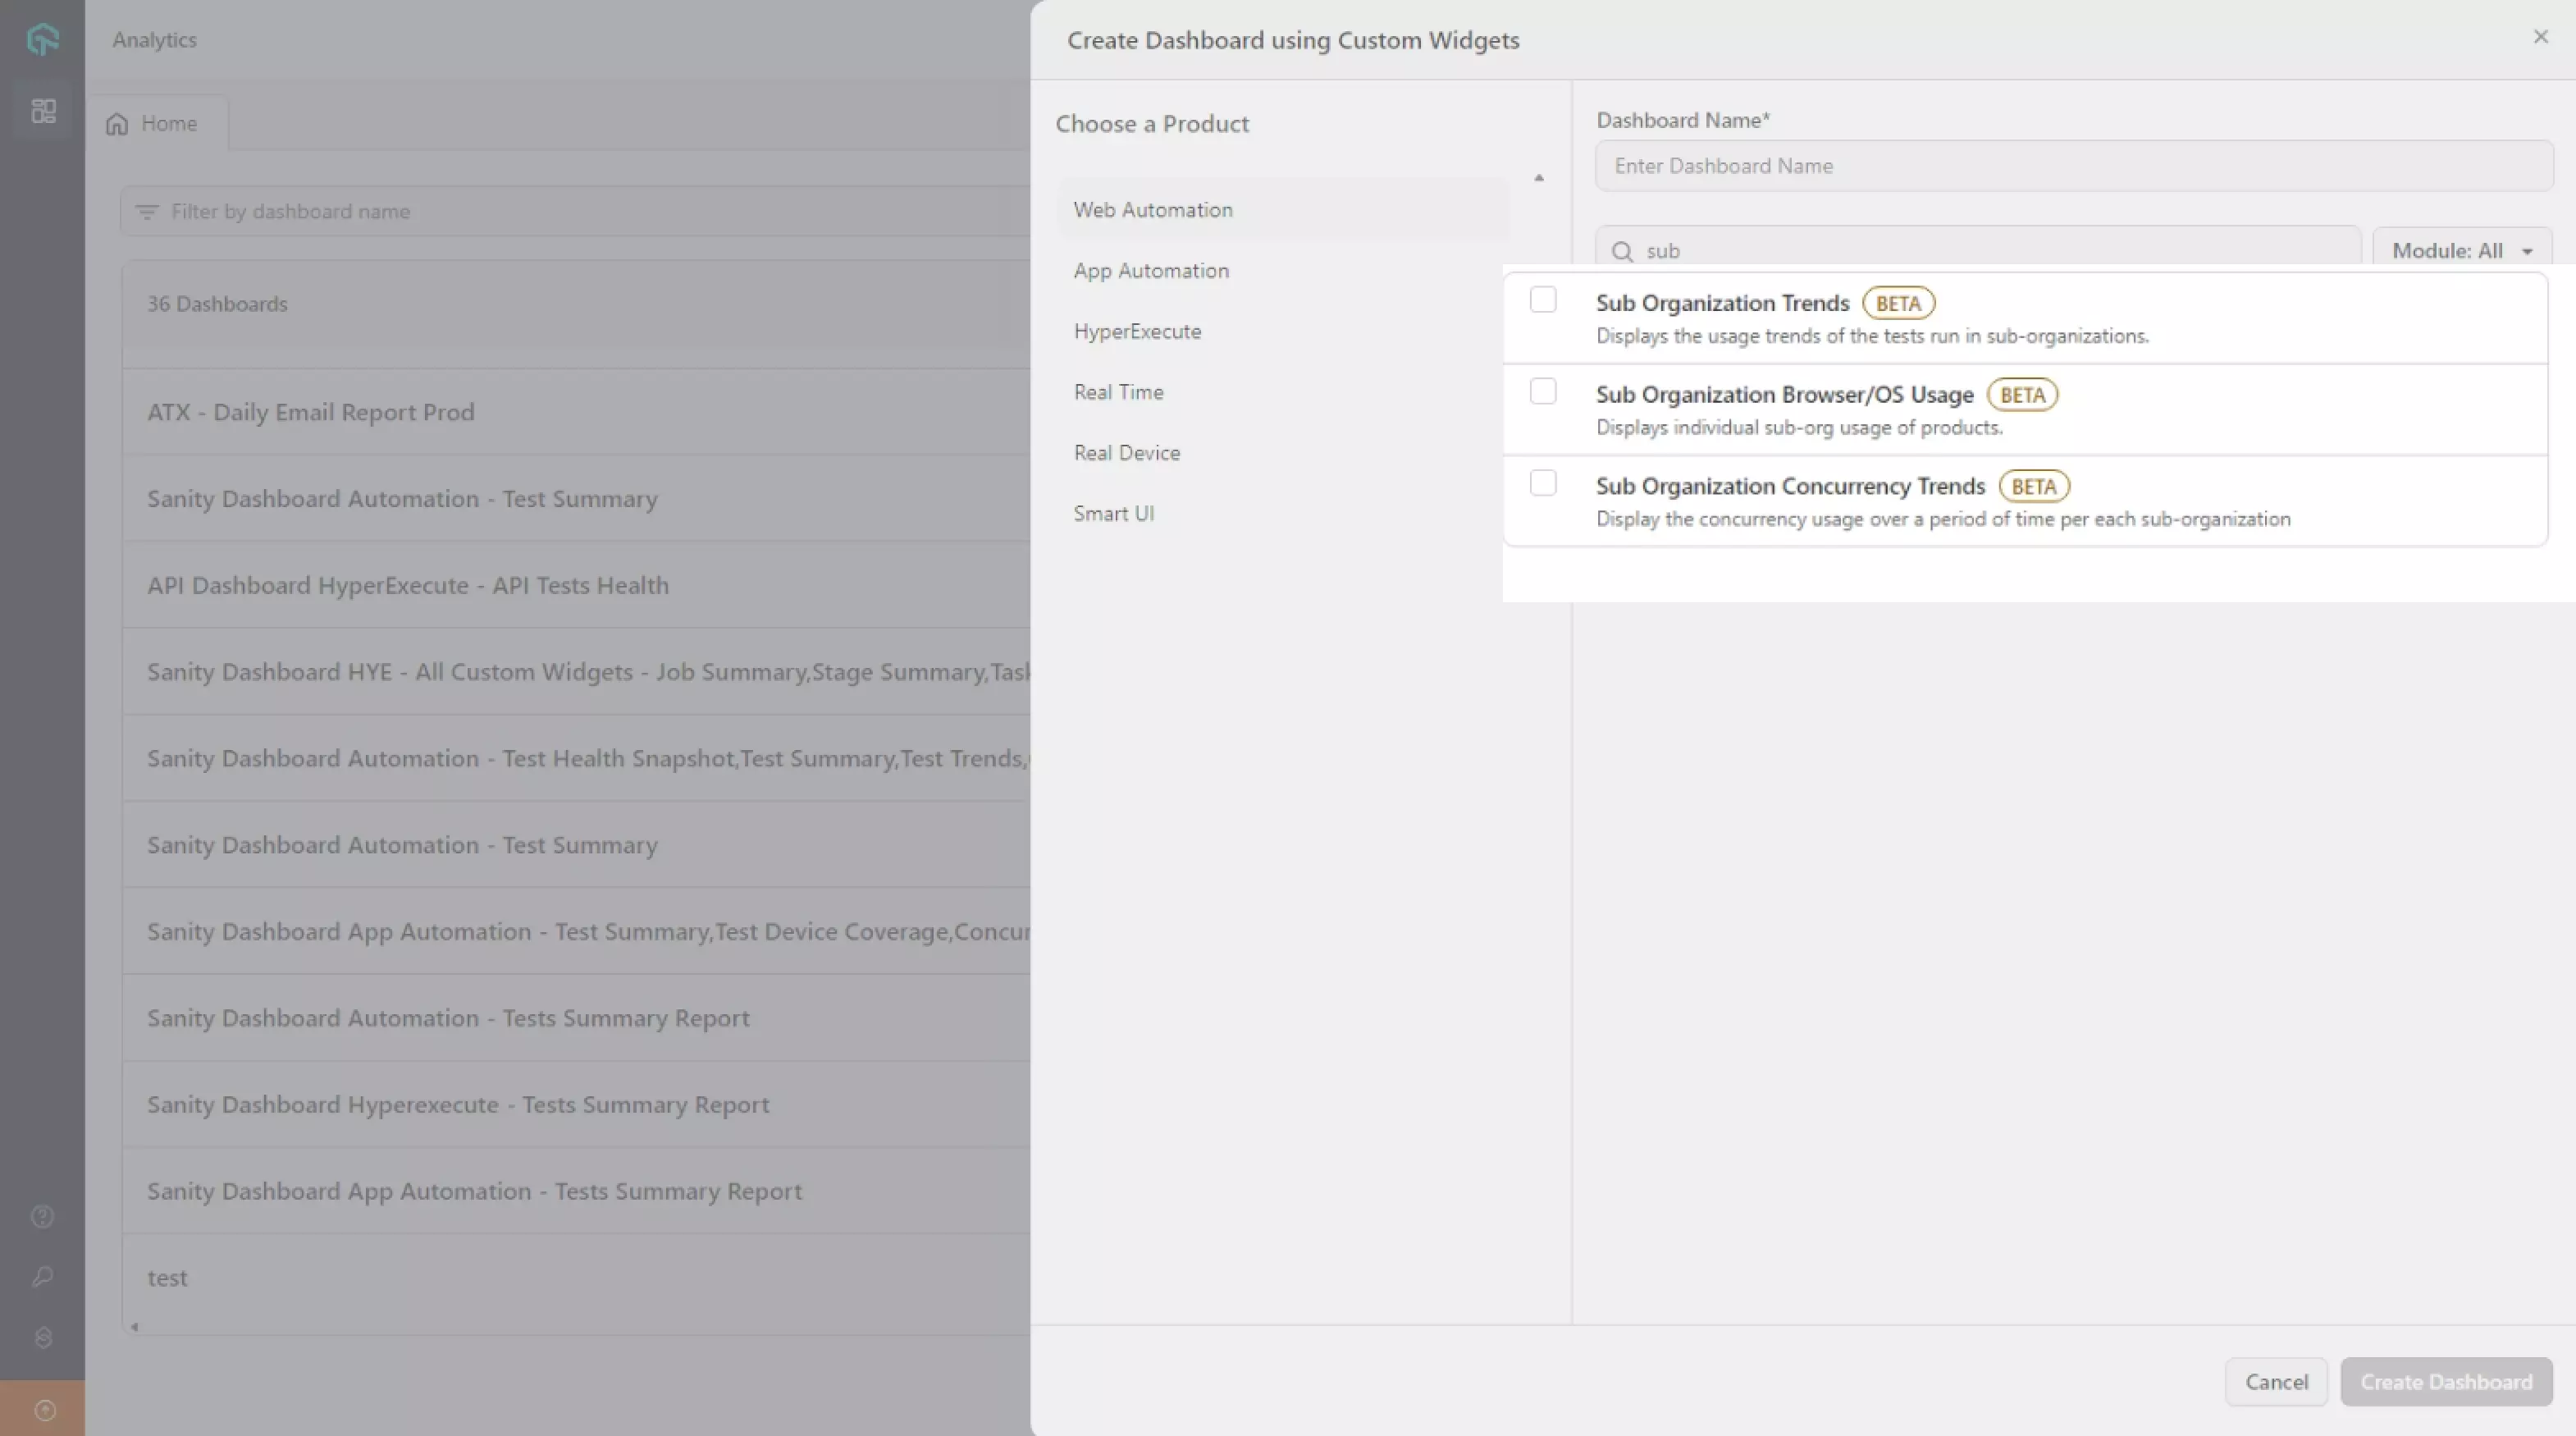 Analytics
Home
Filter by dashboard name
36 Dashboards
ATX - Daily Email Report Prod
Sanity Dashboard Automation - Test Summary
API Dashboard HyperExecute - API Tests Health
Sanity Dashboard HYE - All Custom Widgets - Job Summary,Stage Summary,Task
Sanity Dashboard Automation - Test Health Snapshot,Test Summary,Test Trends,
Sanity Dashboard Automation - Test Summary
Sanity Dashboard App Automation - Test Summary,Test Device Coverage,Concur
Sanity Dashboard Automation - Tests Summary Report
Sanity Dashboard Hyperexecute - Tests Summary Report
Sanity Dashboard App Automation - Tests Summary Report
test
Create Dashboard using Custom Widgets
Choose a Product
Web Automation
App Automation
HyperExecute
Real Time
Real Device
Smart UI
Dashboard Name*
Enter Dashboard Name
sub
Module: All
Sub Organization Trends BETA
Displays the usage trends of the tests run in sub-organizations.
Sub Organization Browser/OS Usage BETA
Displays individual sub-org usage of products.
Sub Organization Concurrency Trends BETA
Display the concurrency usage over a period of time per each sub-organization
Cancel
Create Dashboard